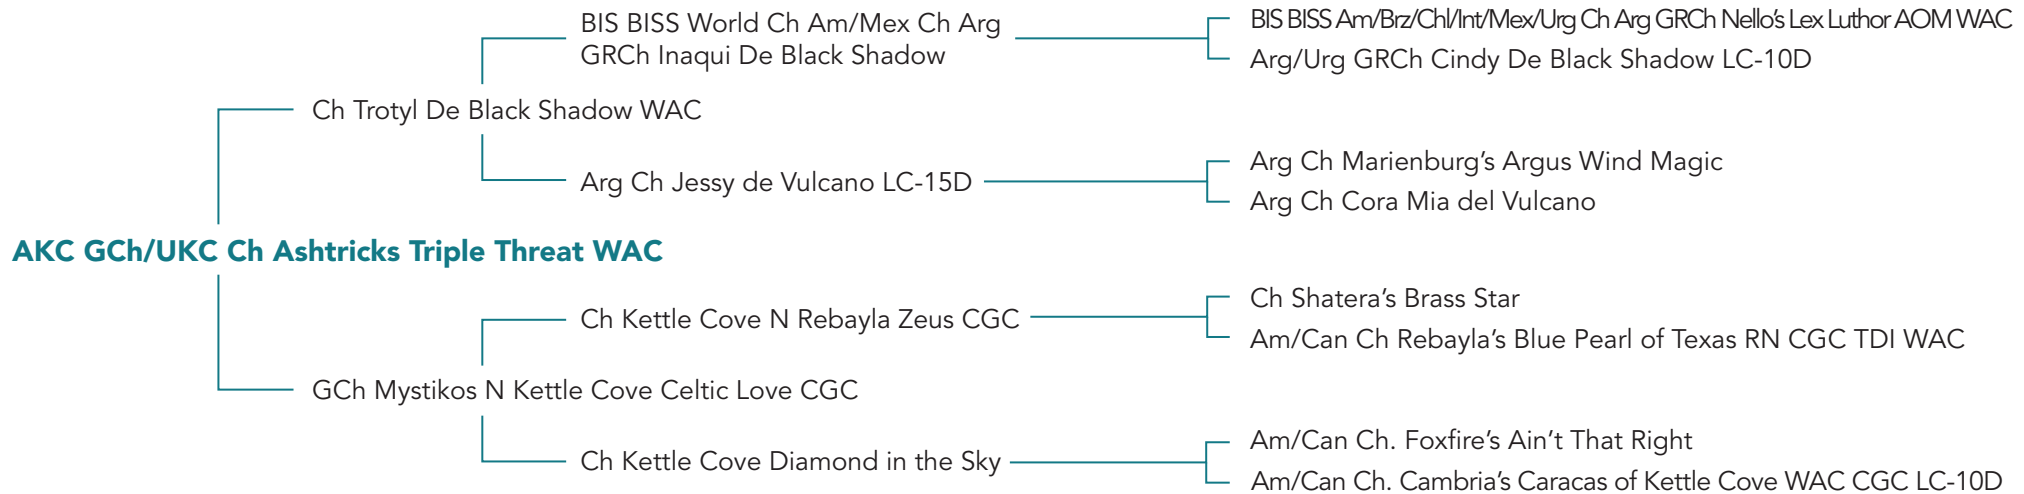 BIS BISS World Ch Am/Mex Ch Arg
GRCh Inaqui De Black Shadow
BIS BISS Am/Brz/Chl/Int/Mex/Urg Ch Arg GRCh Nello's Lex Luthor AOM WAC
Arg/Urg GRCh Cindy De Black Shadow LC-10D
Ch Trotyl De Black Shadow WAC
Arg Ch Jessy de Vulcano LC-15D
Arg Ch Marienburg's Argus Wind Magic
Arg Ch Cora Mia del Vulcano
AKC GCh/UKC Ch Ashtricks Triple Threat WAC
Ch Kettle Cove N Rebayla Zeus CGC
Ch Shatera's Brass Star
Am/Can Ch Rebayla's Blue Pearl of Texas RN CGC TDI WAC
GCh Mystikos N Kettle Cove Celtic Love CGC
Ch Kettle Cove Diamond in the Sky
Am/Can Ch. Foxfire's Ain't That Right
Am/Can Ch. Cambria's Caracas of Kettle Cove WAC CGC LC-10D